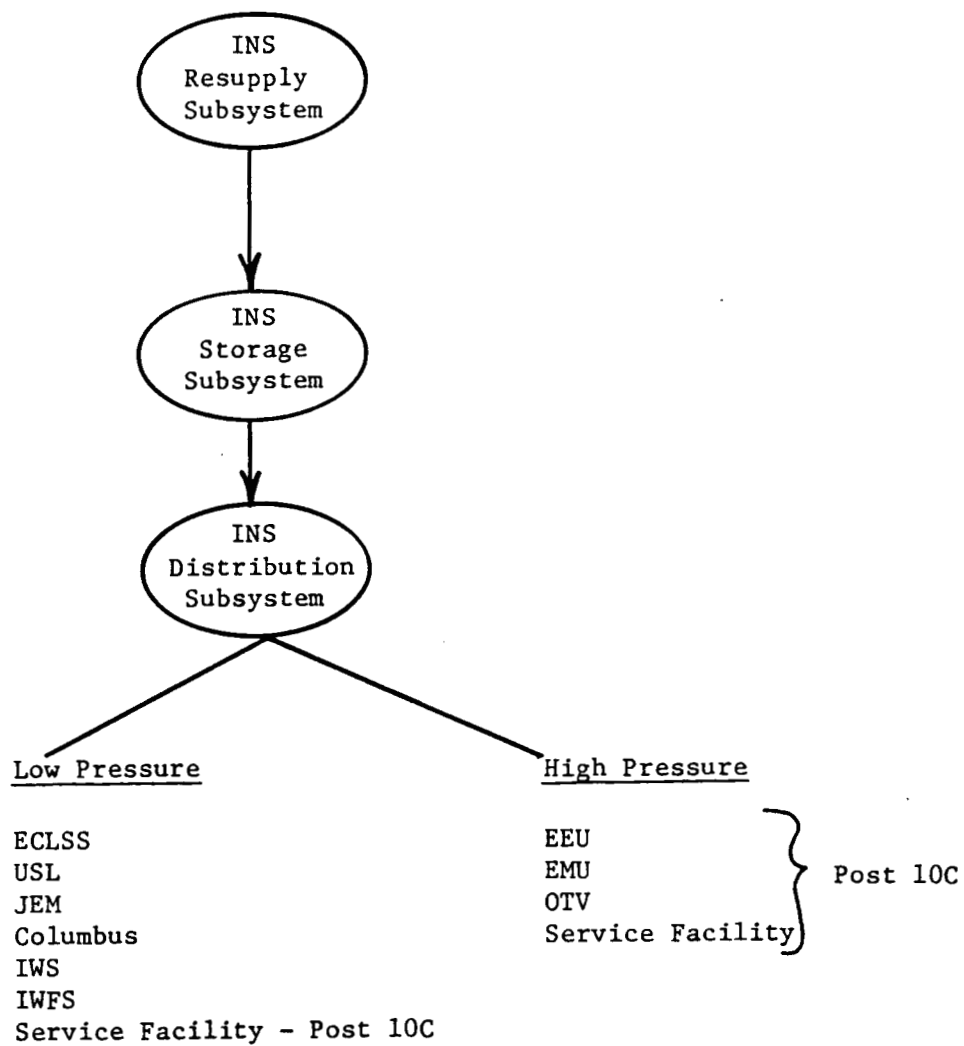 INS
Resupply
Subsystem
INS
Storage
Subsystem
INS
Distribution
Subsystem
Low Pressure
ECLSS
USL
JEM
Columbus
IWS
IWFS
Service Facility - Post 10C
High Pressure
EEU
EMU
OTV
Service Facility
Post 10C